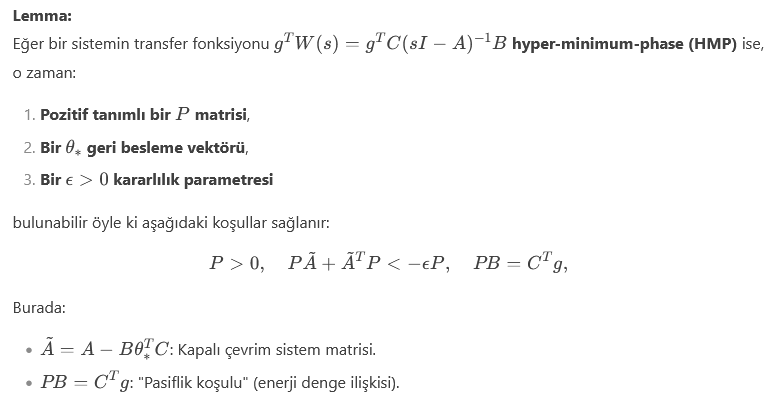 Lemma:
Eğer bir sistemin transfer fonksiyonu $g^T W(s) = g^T C(sI - A)^{-1}B$ hyper-minimum-phase (HMP) ise,
o zaman:
1. Pozitif tanımlı bir $P$ matrisi,
2. Bir $\theta_*$ geri besleme vektörü,
3. Bir $\epsilon > 0$ kararlılık parametresi
bulunabilir öyle ki aşağıdaki koşullar sağlanır:
$P > 0, \quad P\tilde{A} + \tilde{A}^T P < -\epsilon P, \quad PB = C^T g,$
Burada:
• $\tilde{A} = A - B\theta_*^T C$: Kapalı çevrim sistem matrisi.
• $PB = C^T g$: "Pasiflik koşulu" (enerji denge ilişkisi).